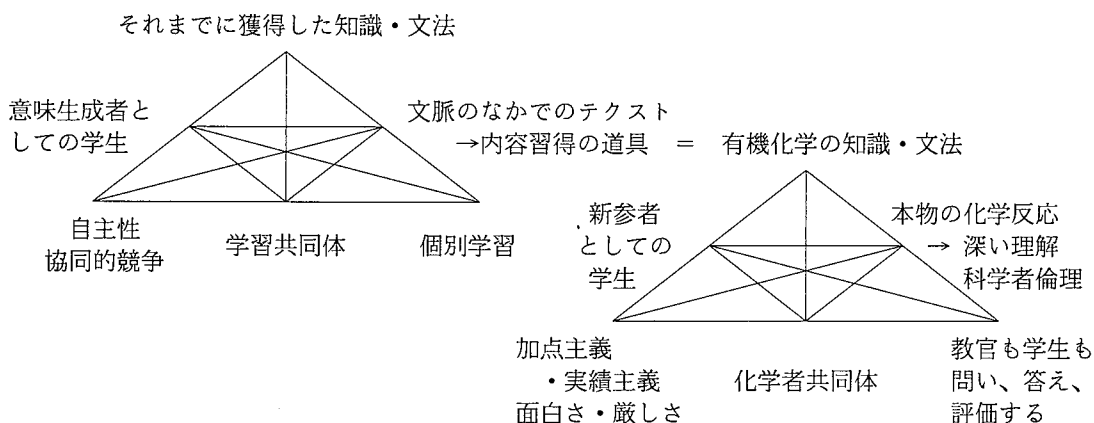 それまでに獲得した知識・文法
意味生成者と
しての学生
文脈のなかでのテクスト
→内容習得の道具 = 有機化学の知識・文法
自主性
協同的競争
学習共同体
個別学習
新参者
としての
学生
本物の化学反応
→ 深い理解
科学者倫理
加点主義
・実績主義
面白さ・厳しさ
化学者共同体
教官も学生も
問い、答え、
評価する